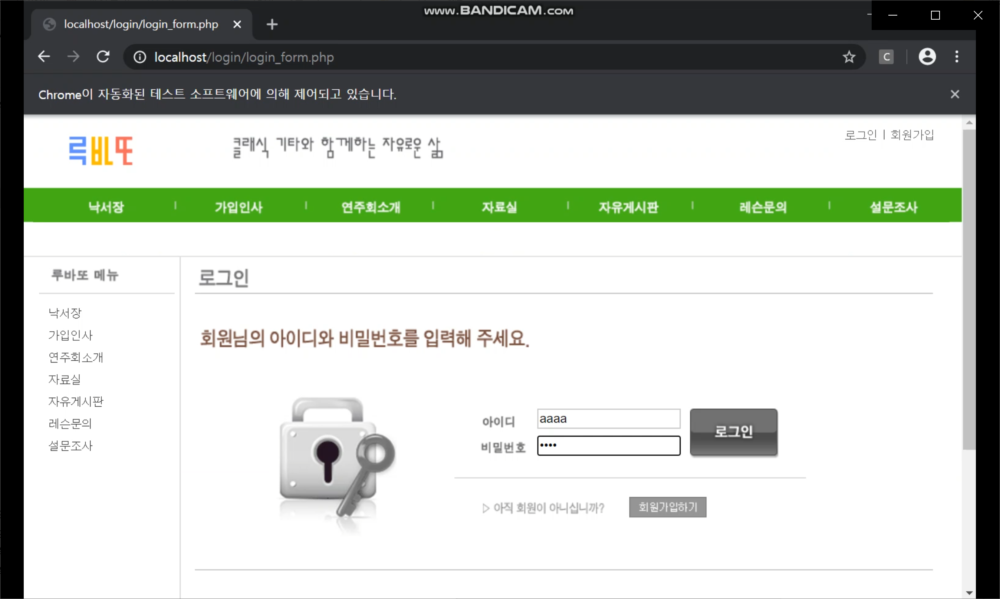 www.BANDICAM.com
localhost/login/login_form.php
localhost/login/login_form.php
C
Chrome이 자동화된 테스트 소프트웨어에 의해 제어되고 있습니다.
로그인 | 회원가입
루바또
클래식 기타와 함께하는 자유로운 삶
낙서장 | 가입인사 | 연주회소개 | 자료실 | 자유게시판 | 레슨문의 | 설문조사
루바또 메뉴
낙서장
가입인사
연주회소개
자료실
자유게시판
레슨문의
설문조사
로그인
회원님의 아이디와 비밀번호를 입력해 주세요.
아이디 aaaa
비밀번호 ••••
로그인
▷ 아직 회원이 아니십니까? 회원가입하기